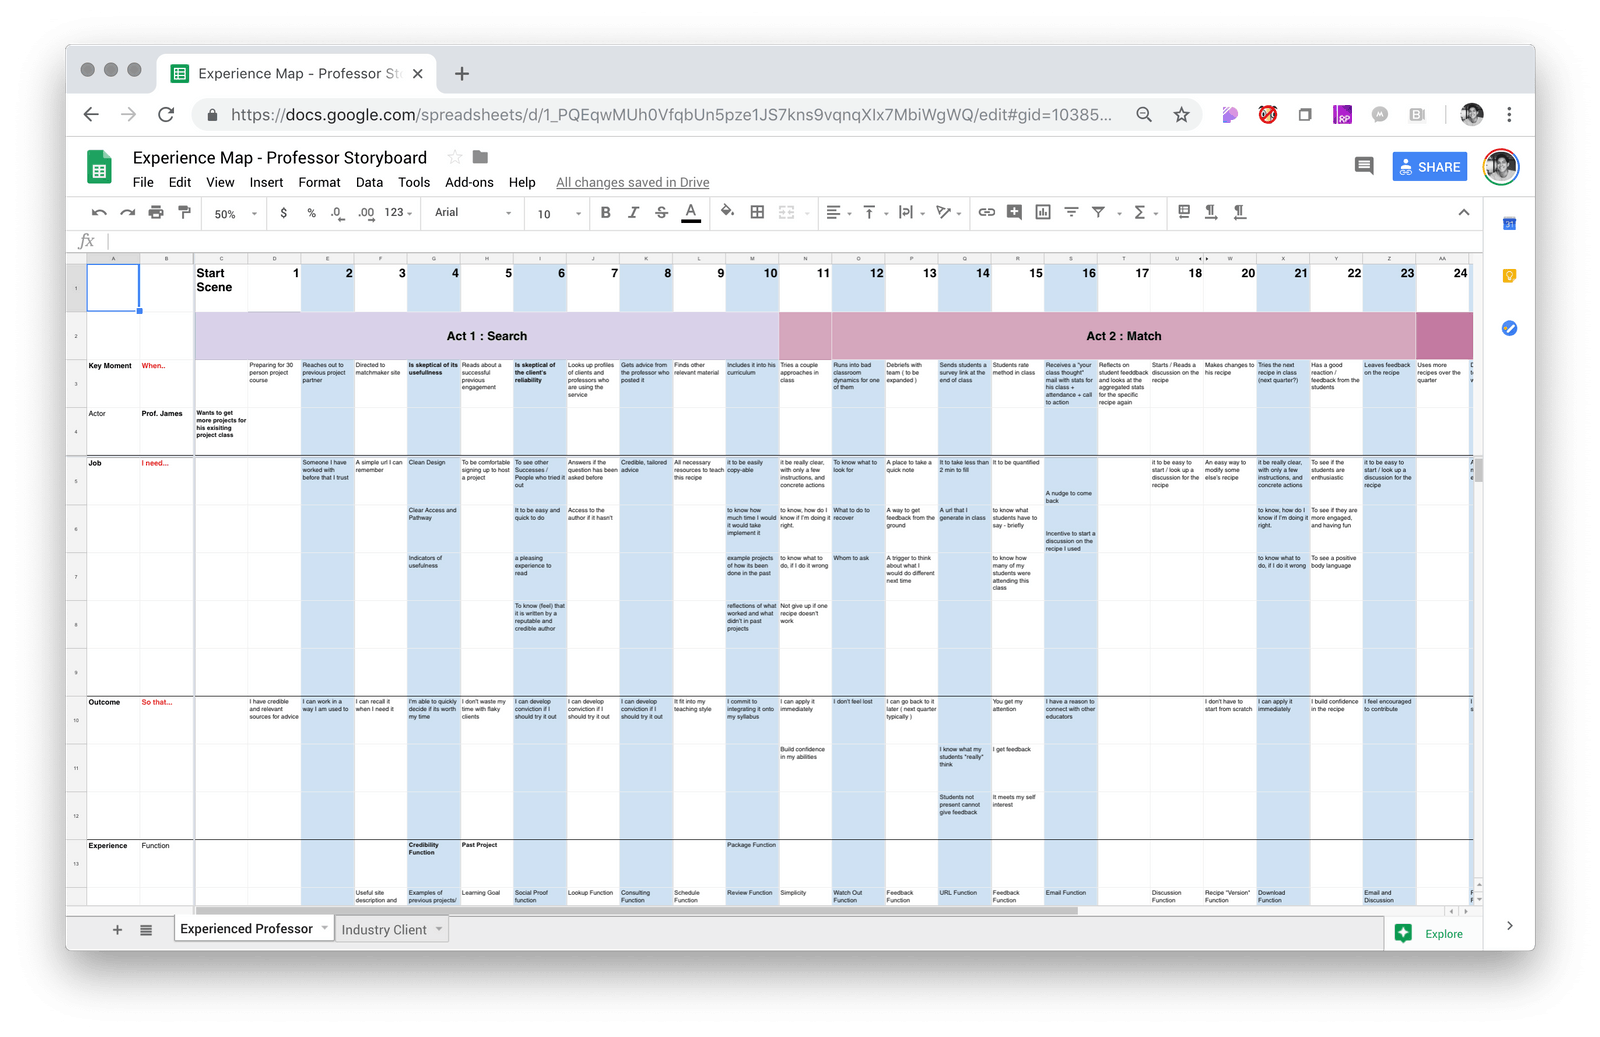 Experience Map - Professor St
https://docs.google.com/spreadsheets/d/1_PQEqwMUh0VfqbUn5pze1JS7kns9vqnqXIx7MbiWgWQ/edit#gid=10385...
Experience Map - Professor Storyboard
File Edit View Insert Format Data Tools Add-ons Help All changes saved in Drive
SHARE
50% $ % .0 .00 123 Arial 10 B I S A
fx
A B C D E F G H I J K L M N O P Q R S T U V W X Y Z AA
Start Scene 1 2 3 4 5 6 7 8 9 10 11 12 13 14 15 16 17 18 20 21 22 23 24
Act 1 : Search
Act 2 : Match
Key Moment
When..
Preparing for 30 person project course
Reaches out to previous project partner
Directed to matchmaker site
Is skeptical of its usefulness
Reads about a successful previous engagement
Is skeptical of the client's reliability
Looks up profiles of clients and professors who are using the service
Gets advice from the professor who posted it
Finds other relevant material
Includes it into his curriculum
Tries a couple approaches in class
Runs into bad classroom dynamics for one of them
Debriefs with team ( to be expanded )
Sends students a survey link at the end of class
Students rate method in class
Receives a "your class thought" mail with stats for his class + attendance + call to action
Reflects on student feedback and looks at the aggregated stats for the specific recipe again
Starts / Reads a discussion on the recipe
Makes changes to his recipe
Tries the next recipe in class (next quarter?)
Has a good reaction / feedback from the students
Leaves feedback on the recipe
Uses more recipes over the quarter
Actor
Prof. James
Wants to get more projects for his exisiting project class
Job
I need...
Someone I have worked with before that I trust
A simple url I can remember
Clean Design
To be comfortable signing up to host a project
To see other Successes / People who tried it out
Answers if the question has been asked before
Credible, tailored advice
All necessary resources to teach this recipe
it to be easily copy-able
it be really clear, with only a few instructions, and concrete actions
To know what to look for
A place to take a quick note
It to take less than 2 min to fill
It to be quantified
A nudge to come back
it to be easy to start / look up a discussion for the recipe
An easy way to modify some else's recipe
it be really clear, with only a few instructions, and concrete actions
To see if the students are enthusiastic
it to be easy to start / look up a discussion for the recipe
Clear Access and Pathway
It to be easy and quick to do
Access to the author if it hasn't
to know how much time I would it would take implement it
to know, how do I know if I'm doing it right.
What to do to recover
A way to get feedback from the ground
A url that I generate in class
to know what students have to say - briefly
Incentive to start a discussion on the recipe I used
to know, how do I know if I'm doing it right.
To see if they are more engaged, and having fun
Indicators of usefulness
a pleasing experience to read
example projects of how its been done in the past
to know what to do, if I do it wrong
Whom to ask
A trigger to think about what I would do different next time
to know how many of my students were attending this class
to know what to do, if I do it wrong
To see a positive body language
To know (feel) that it is written by a reputable and credible author
reflections of what worked and what didn't in past projects
Not give up if one recipe doesn't work
Outcome
So that...
I have credible and relevant sources for advice
I can work in a way I am used to
I can recall it when I need it
I'm able to quickly decide if its worth my time
I don't waste my time with flaky clients
I can develop conviction if I should try it out
I can develop conviction if I should try it out
I can develop conviction if I should try it out
It fit into my teaching style
I commit to integrating it onto my syllabus
I can apply it immediately
I don't feel lost
I can go back to it later ( next quarter typically )
You get my attention
I have a reason to connect with other educators
I don't have to start from scratch
I can apply it immediately
I build confidence in the recipe
I feel encouraged to contribute
Build confidence in my abilities
I know what my students "really" think
I get feedback
Students not present cannot give feedback
It meets my self interest
Experience
Function
Credibility Function
Past Project
Package Function
Useful site description and
Examples of previous projects/
Learning Goal
Social Proof function
Lookup Function
Consulting Function
Schedule Function
Review Function
Simplicity
Watch Out Function
Feedback Function
URL Function
Feedback Function
Email Function
Discussion Function
Recipe "Version" Function
Download Function
Email and Discussion
1
2
3
4
5
6
7
8
9
10
11
12
13
Experienced Professor
Industry Client
Explore
31
RP